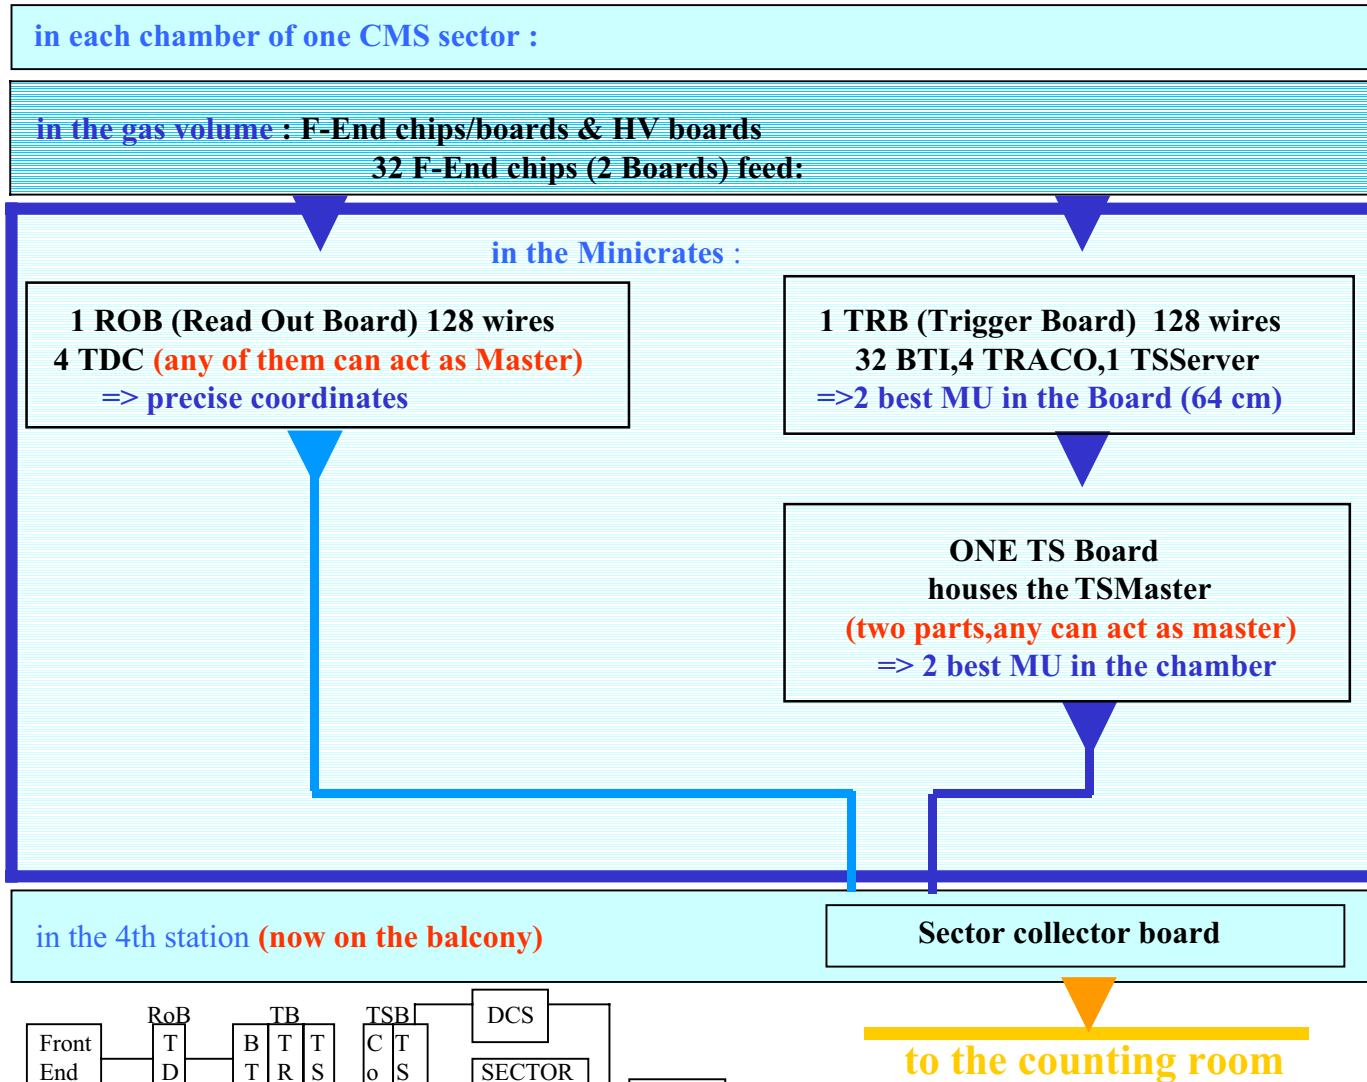 in each chamber of one CMS sector :
in the gas volume : F-End chips/boards & HV boards
32 F-End chips (2 Boards) feed:
in the Minicrates :
1 ROB (Read Out Board) 128 wires
4 TDC (any of them can act as Master)
=> precise coordinates
1 TRB (Trigger Board) 128 wires
32 BTI,4 TRACO,1 TSServer
=>2 best MU in the Board (64 cm)
ONE TS Board
houses the TSMaster
(two parts,any can act as master)
=> 2 best MU in the chamber
in the 4th station (now on the balcony)
Sector collector board
to the counting room
RoB
TB
TSB
DCS
Front
End
T
D
B
T
T
R
T
S
C
o
T
S
SECTOR